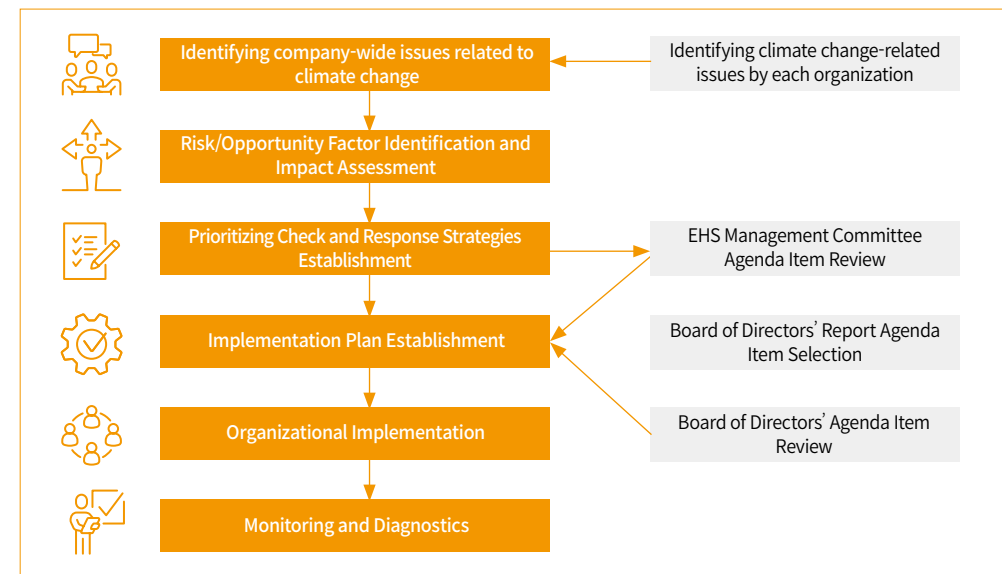 Identifying company-wide issues related to
climate change
Identifying climate change-related
issues by each organization
Risk/Opportunity Factor Identification and
Impact Assessment
Prioritizing Check and Response Strategies
Establishment
EHS Management Committee
Agenda Item Review
Implementation Plan Establishment
Board of Directors’ Report Agenda
Item Selection
Organizational Implementation
Board of Directors’ Agenda Item
Review
Monitoring and Diagnostics